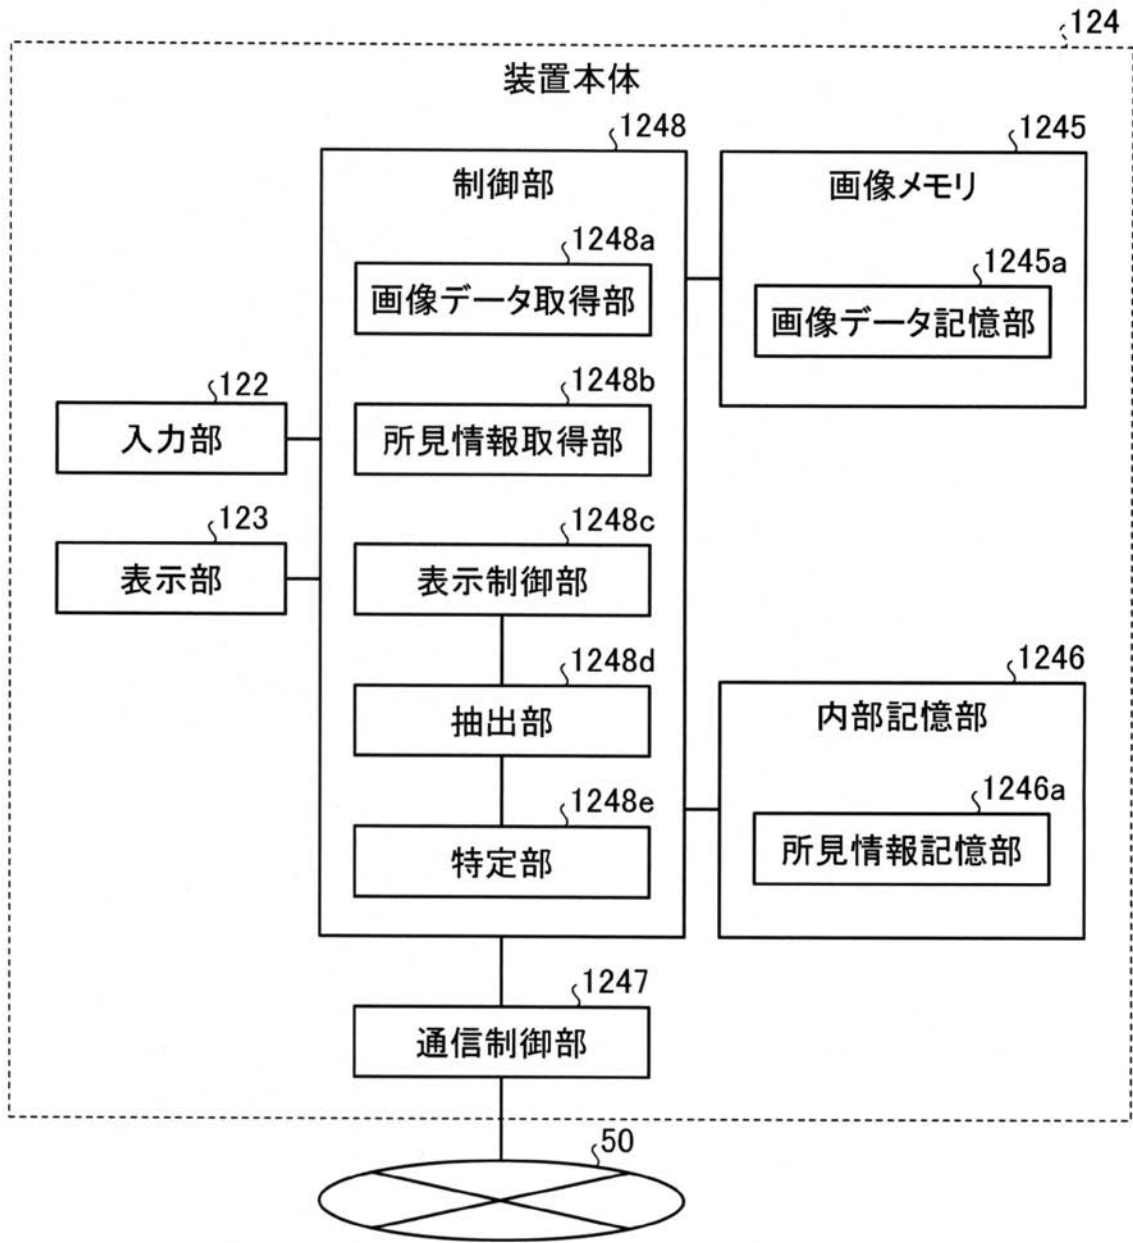 124
装置本体
1248
制御部
1248a
画像データ取得部
1248b
所見情報取得部
1248c
表示制御部
1248d
抽出部
1248e
特定部
1245
画像メモリ
1245a
画像データ記憶部
122
入力部
123
表示部
1246
内部記憶部
1246a
所見情報記憶部
1247
通信制御部
50